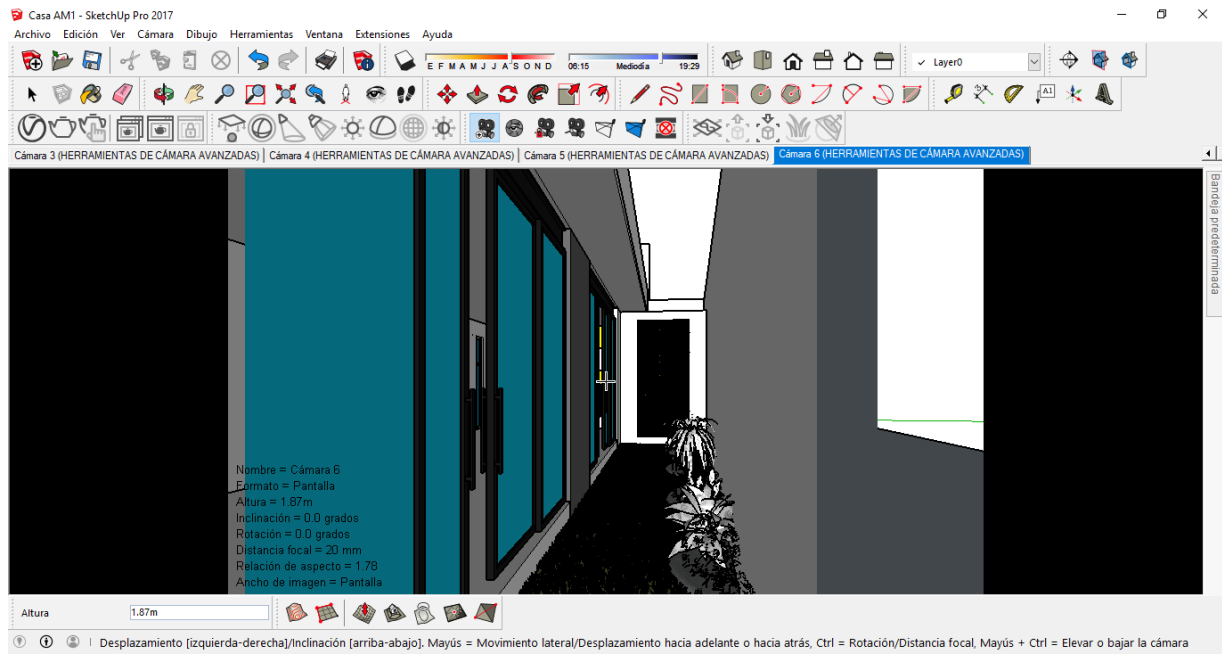 Casa AM1 - SketchUp Pro 2017
Archivo Edición Ver Cámara Dibujo Herramientas Ventana Extensiones Ayuda
E F M A M J J A S O N D 06:15 Mediodía 19:29 Layer0
A1
Cámara 3 (HERRAMIENTAS DE CÁMARA AVANZADAS) Cámara 4 (HERRAMIENTAS DE CÁMARA AVANZADAS) Cámara 5 (HERRAMIENTAS DE CÁMARA AVANZADAS) Cámara 6 (HERRAMIENTAS DE CÁMARA AVANZADAS)
Bandeja predeterminada
Nombre = Cámara 6
Formato = Pantalla
Altura = 1.87m
Inclinación = 0.0 grados
Rotación = 0.0 grados
Distancia focal = 20 mm
Relación de aspecto = 1.78
Ancho de imagen = Pantalla
Altura 1.87m
Desplazamiento [izquierda-derecha]/Inclinación [arriba-abajo]. Mayús = Movimiento lateral/Desplazamiento hacia adelante o hacia atrás, Ctrl = Rotación/Distancia focal, Mayús + Ctrl = Elevar o bajar la cámara